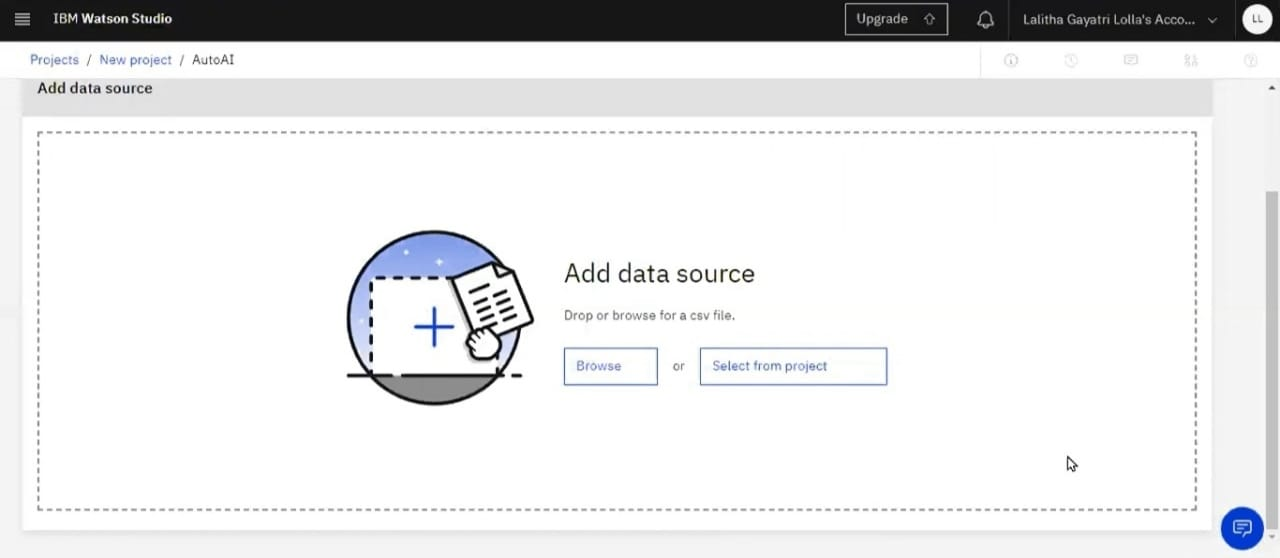 IBM Watson Studio
Upgrade
Lalitha Gayatri Lolla's Acco...
LL
Projects / New project / AutoAI
Add data source
Add data source
Drop or browse for a csv file.
Browse or Select from project